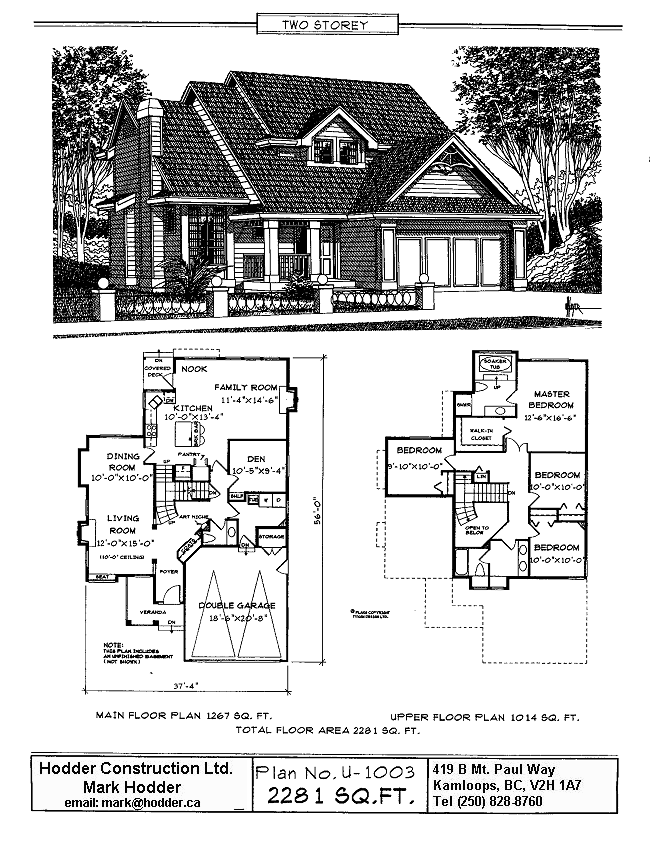 TWO STOREY
DN
COVERED
DECK
NOOK
FAMILY ROOM
11'-4"X14'-6"
KITCHEN
10'-0"X13'-4"
PANTRY
UP
DN
DINING
ROOM
10'-0"X10'-0"
DEN
10'-5"X9'-4"
LIVING
ROOM
12'-0"X15'-0"
(10'-0" CEILING)
ART NICHE
W
D
STORAGE
DN
SEAT
FOYER
VERANDA
DN
DOUBLE GARAGE
18'-6"X20'-8"
NOTE:
THIS PLAN INCLUDES
AN UNFINISHED BASEMENT
(NOT SHOWN)
56'-0"
37'-4"
SOAKER
TUB
UP
MASTER
BEDROOM
12'-6"X16'-6"
WALK-IN
CLOSET
BEDROOM
9'-10"X10'-0"
LIN
DN
BEDROOM
10'-0"X10'-0"
OPEN TO
BELOW
BEDROOM
10'-0"X10'-0"
MAIN FLOOR PLAN 1267 SQ. FT.
UPPER FLOOR PLAN 1014 SQ. FT.
TOTAL FLOOR AREA 2281 SQ. FT.
Hodder Construction Ltd.
Mark Hodder
email: mark@hodder.ca
Plan No. U-1003
2281 SQ.FT.
419 B Mt. Paul Way
Kamloops, BC, V2H 1A7
Tel (250) 828-8760